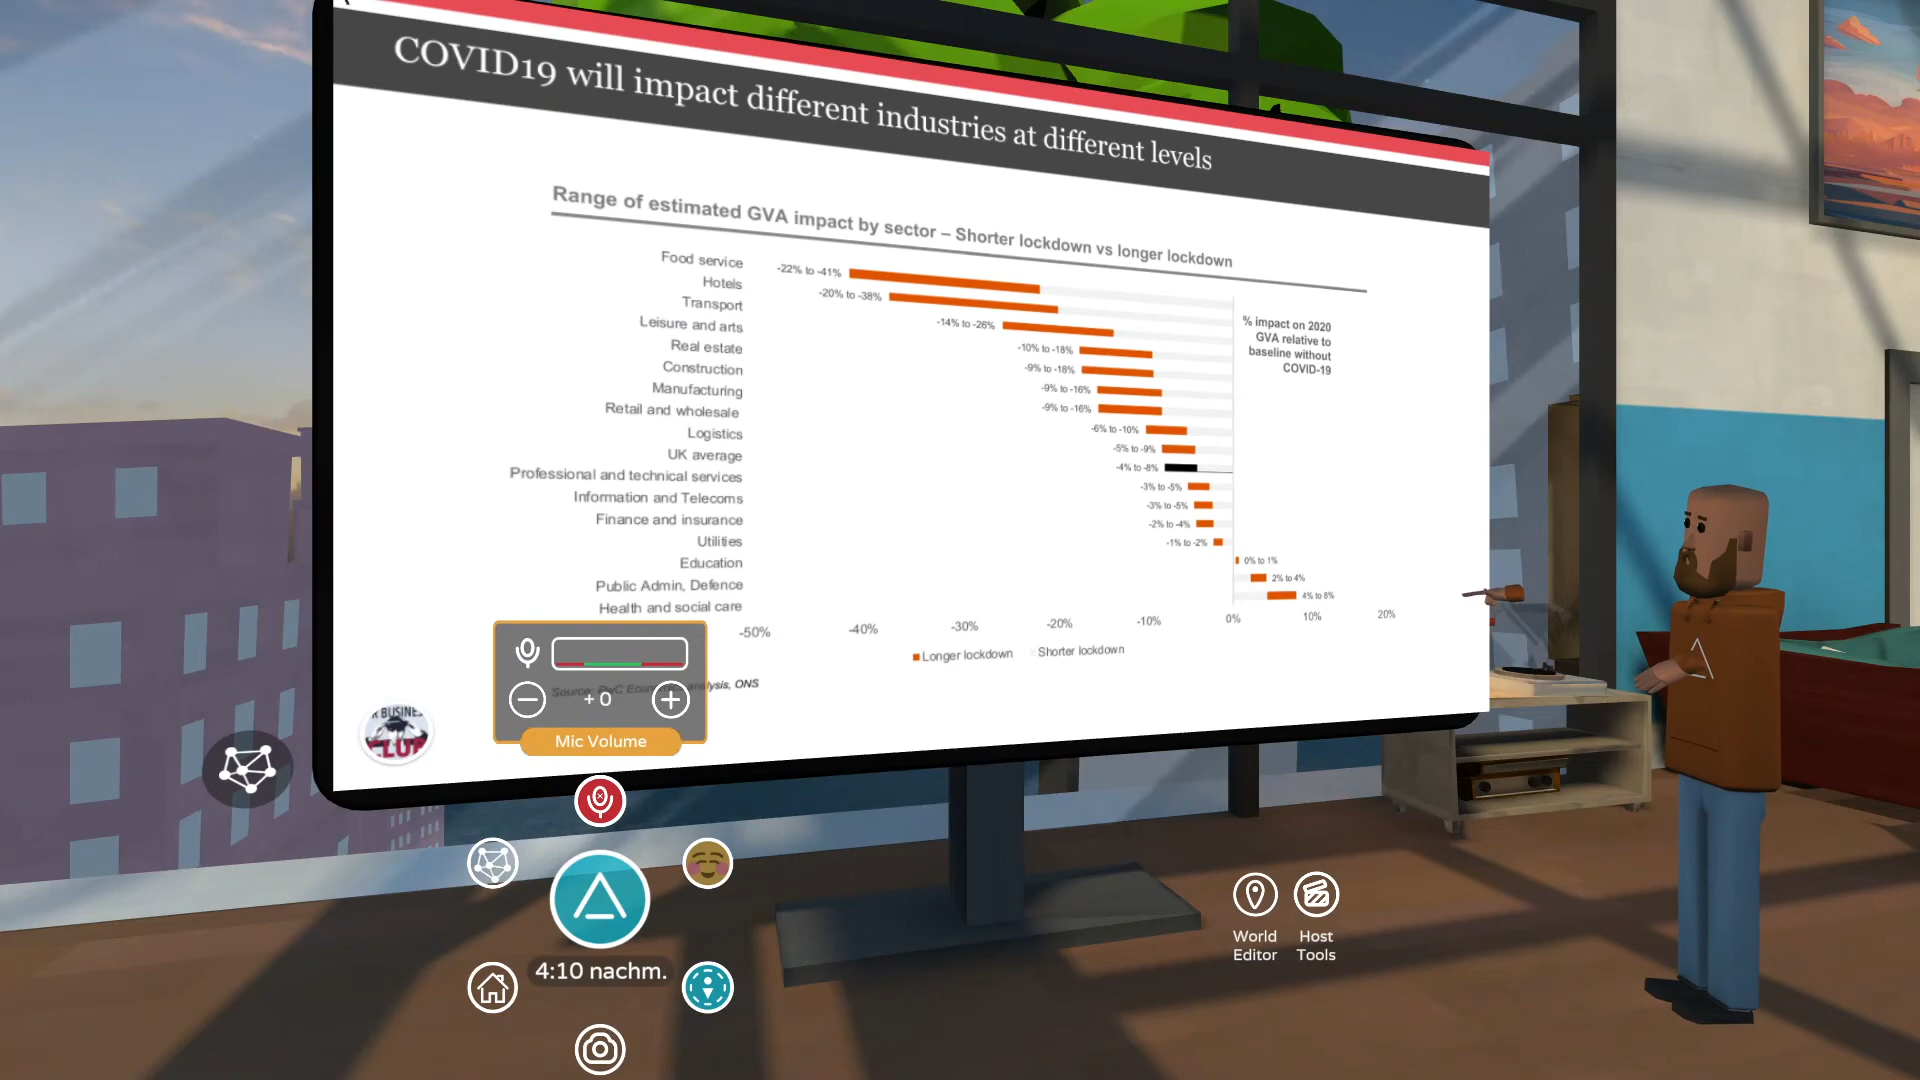 COVID19 will impact different industries at different levels
Range of estimated GVA impact by sector – Shorter lockdown vs longer lockdown
Food service
Hotels
Transport
Leisure and arts
Real estate
Construction
Manufacturing
Retail and wholesale
Logistics
UK average
Professional and technical services
Information and Telecoms
Finance and insurance
Utilities
Education
Public Admin, Defence
Health and social care
-22% to -41%
-20% to -38%
-14% to -26%
-10% to -18%
-9% to -18%
-9% to -16%
-9% to -16%
-6% to -10%
-5% to -9%
-4% to -8%
-3% to -5%
-3% to -5%
-2% to -4%
-1% to -2%
0% to 1%
2% to 4%
4% to 8%
% impact on 2020
GVA relative to
baseline without
COVID-19
-50% -40% -30% -20% -10% 0% 10% 20%
Longer lockdown Shorter lockdown
Source: PwC Economic analysis, ONS
BUSINE
CLUB
+ 0
Mic Volume
4:10 nachm.
World
Editor
Host
Tools